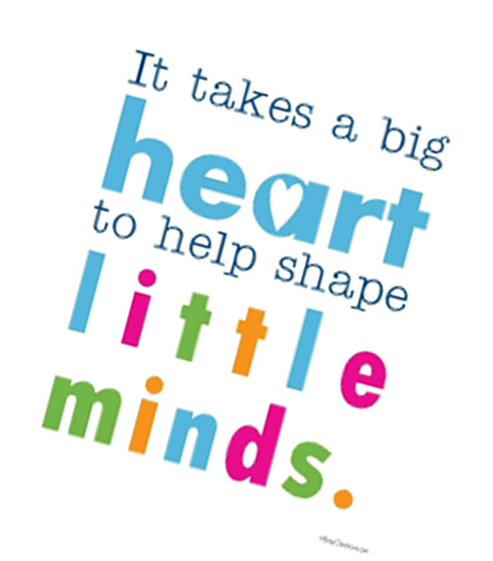 It takes a big
heart
to help shape
little
minds.